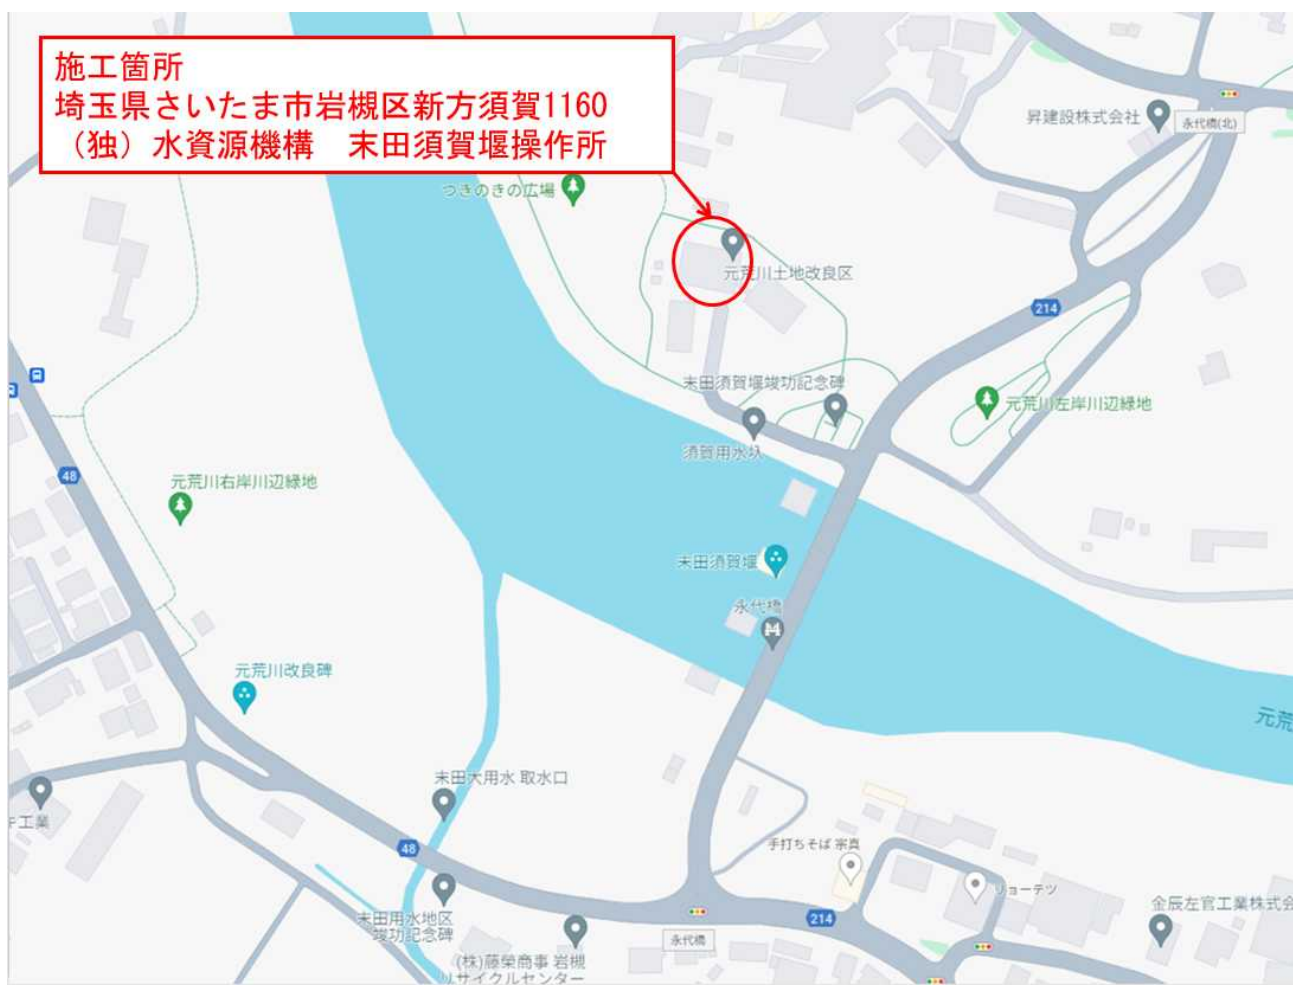 施工箇所
埼玉県さいたま市岩槻区新方須賀1160
（独）水資源機構　末田須賀堰操作所
昇建設株式会社
永代橋(北)
つきのきの広場
元荒川土地改良区
214
末田須賀堰竣功記念碑
元荒川左岸川辺緑地
須賀用水圦
48
元荒川右岸川辺緑地
末田須賀堰
永代橋
元荒川改良碑
元荒
末田大用水 取水口
キ工業
48
手打ちそば 宗真
リョーテツ
末田用水地区
竣功記念碑
214
金辰左官工業株式会
永代橋
(株)藤榮商事 岩槻
リサイクルセンター